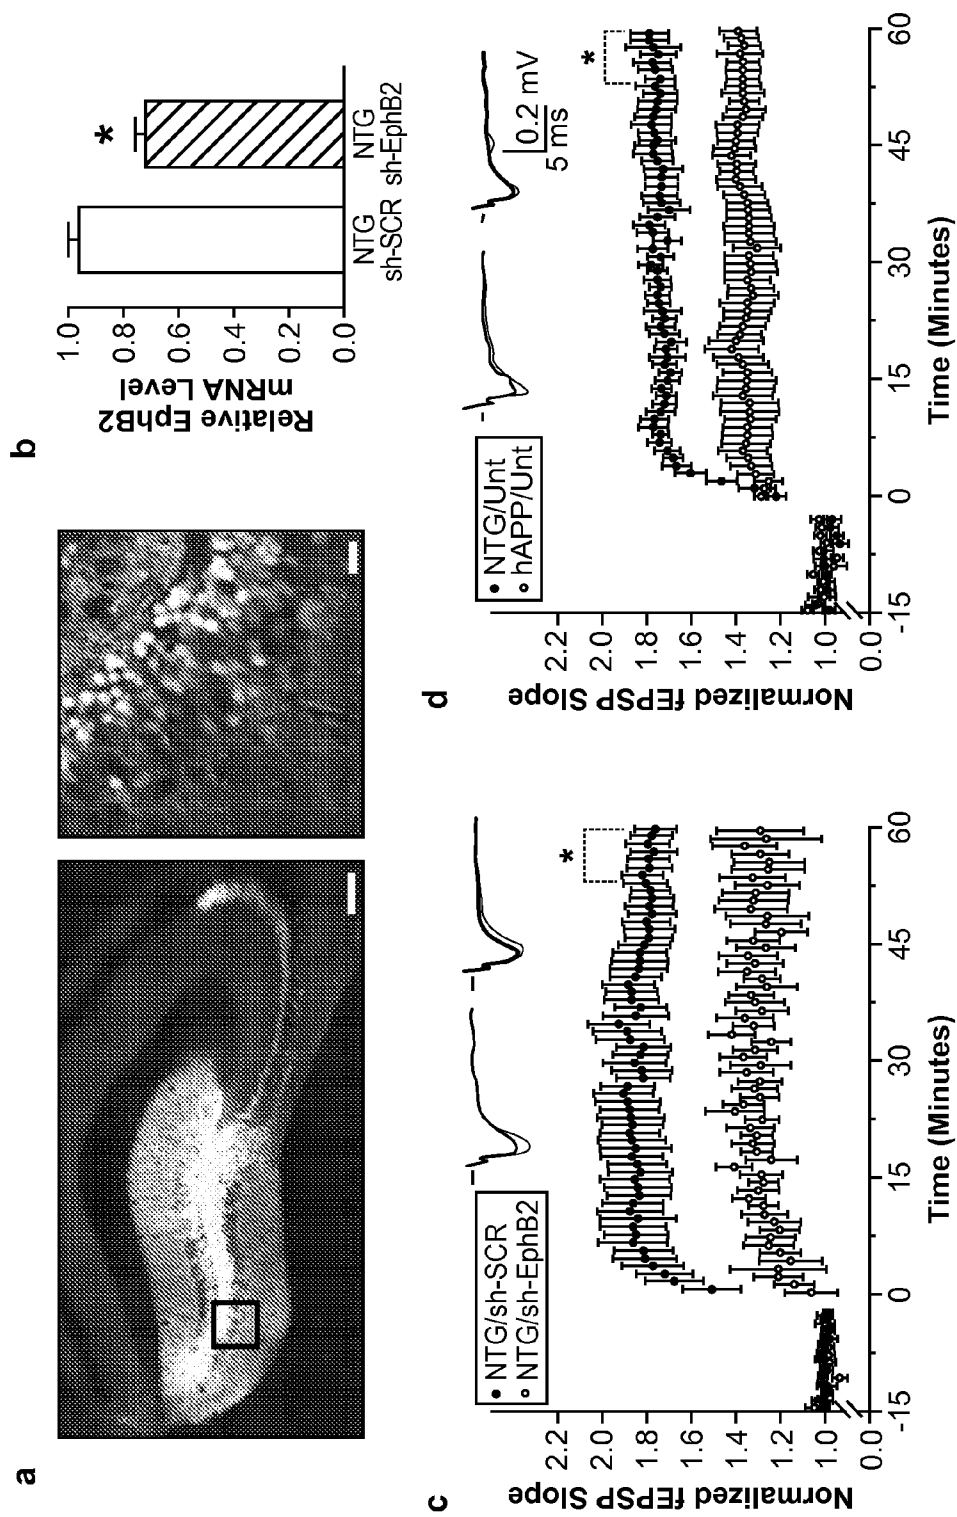 a
b
Relative EphB2
mRNA Level
1.0
0.8
0.6
0.4
0.2
0.0
*
NTG
sh-SCR
NTG
sh-EphB2
c
NTG/sh-SCR
NTG/sh-EphB2
*
Normalized fEPSP Slope
2.2
2.0
1.8
1.6
1.4
1.2
1.0
0.0
-15
0
15
30
45
60
Time (Minutes)
d
NTG/Unt
hAPP/Unt
0.2 mV
5 ms
*
Normalized fEPSP Slope
2.2
2.0
1.8
1.6
1.4
1.2
1.0
0.0
-15
0
15
30
45
60
Time (Minutes)